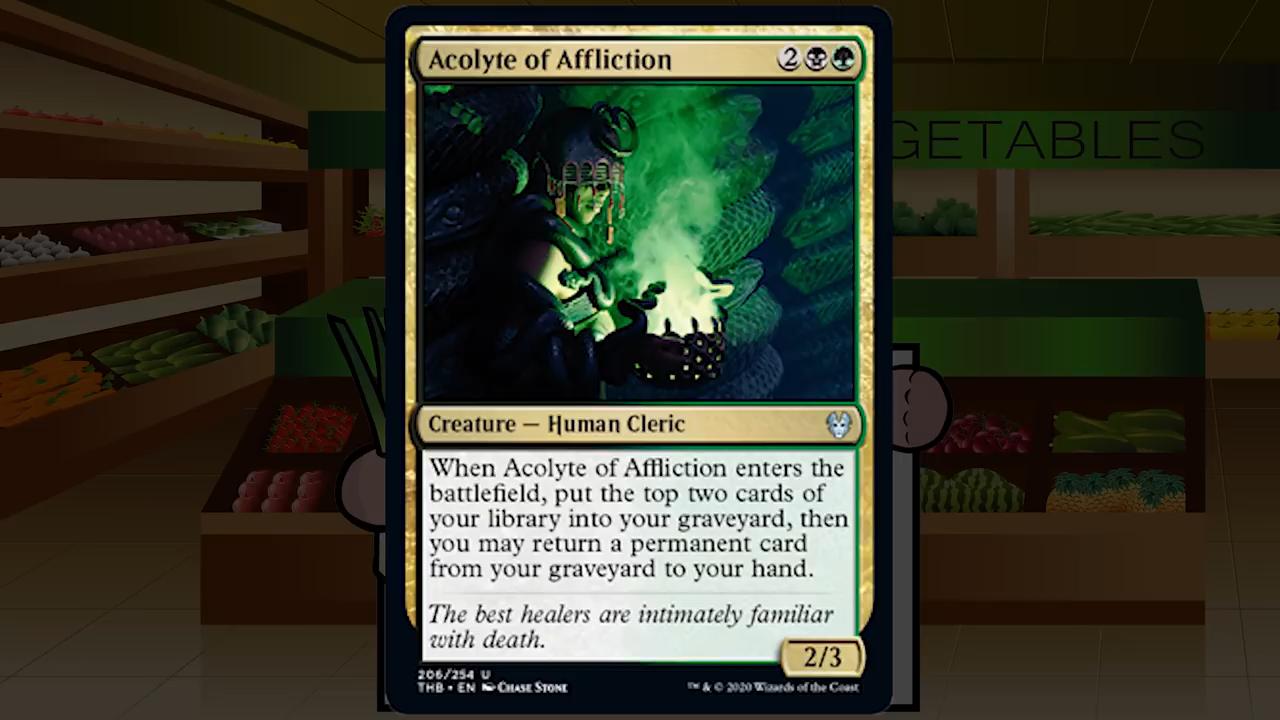 Acolyte of Affliction 2
GETABLES
Creature — Human Cleric
When Acolyte of Affliction enters the
battlefield, put the top two cards of
your library into your graveyard, then
you may return a permanent card
from your graveyard to your hand.
The best healers are intimately familiar
with death.
2/3
206/254 U
THB • EN CHASE STONE
™ & © 2020 Wizards of the Coast